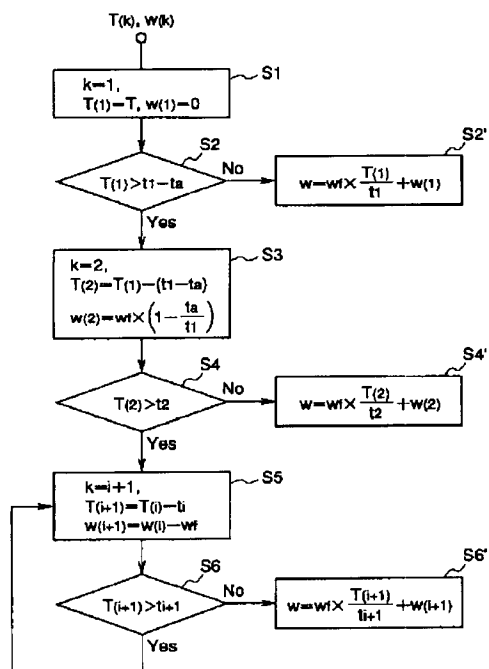 T(k), w(k)
S1
k=1,
T(1)=T, w(1)=0
S2
T(1)>t1-ta
No
S2'
w=wf×T(1)/t1+w(1)
Yes
S3
k=2,
T(2)=T(1)-(t1-ta)
w(2)=wf×(1-ta/t1)
S4
T(2)>t2
No
S4'
w=wf×T(2)/t2+w(2)
Yes
S5
k=i+1,
T(i+1)=T(i)-ti
w(i+1)=w(i)-wf
S6
T(i+1)>ti+1
No
S6'
w=wf×T(i+1)/ti+1+w(i+1)
Yes